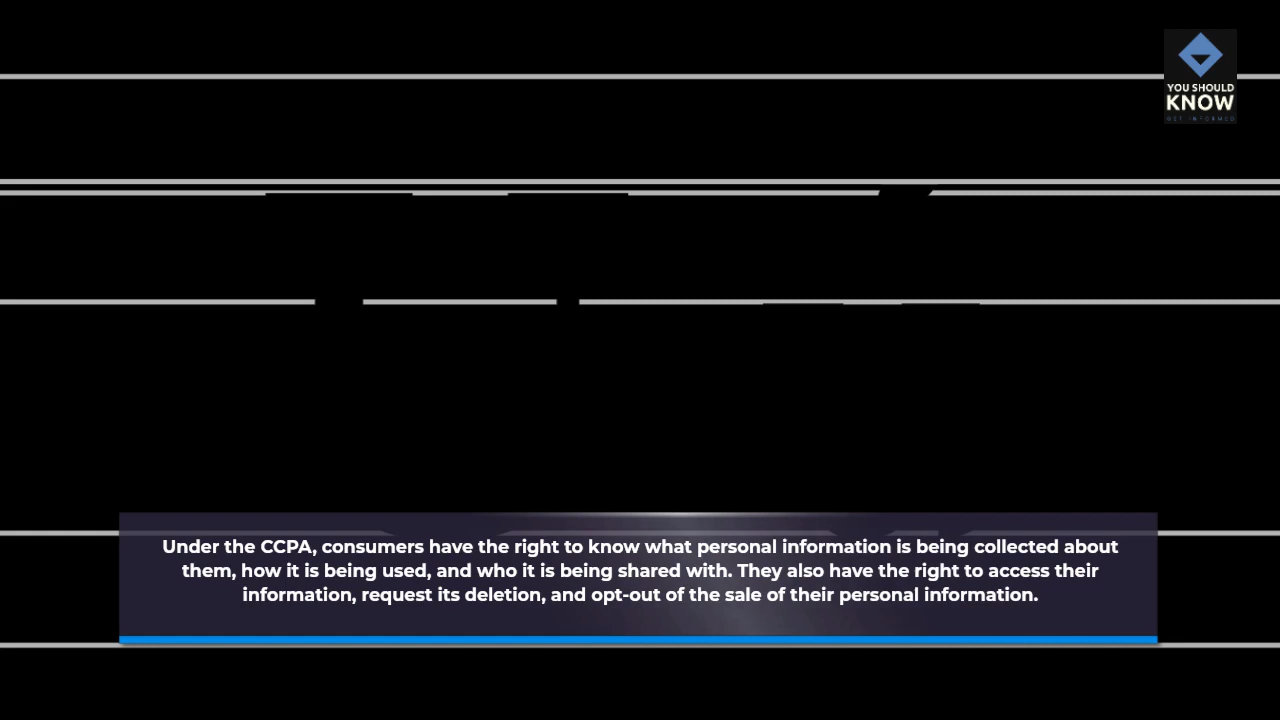 YOU SHOULD
KNOW
GET INFORMED
Under the CCPA, consumers have the right to know what personal information is being collected about
them, how it is being used, and who it is being shared with. They also have the right to access their
information, request its deletion, and opt-out of the sale of their personal information.